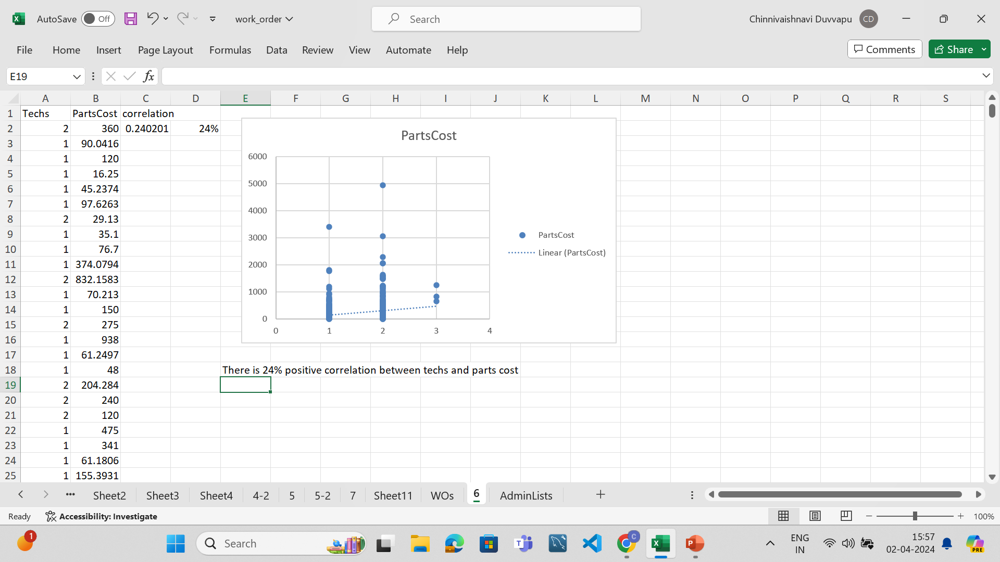 AutoSave Off work_order Search Chinnivaishnavi Duvvapu CD
File Home Insert Page Layout Formulas Data Review View Automate Help Comments Share
E19 fx
A B C D E F G H I J K L M N O P Q R S
1 Techs PartsCost correlation
2 2 360 0.240201 24%
3 1 90.0416
4 1 120
5 1 16.25
6 1 45.2374
7 1 97.6263
8 2 29.13
9 1 35.1
10 1 76.7
11 1 374.0794
12 2 832.1583
13 1 70.213
14 1 150
15 2 275
16 1 938
17 1 61.2497
18 1 48 There is 24% positive correlation between techs and parts cost
19 2 204.284
20 2 240
21 2 120
22 1 475
23 1 341
24 1 61.1806
25 1 155.3931
PartsCost
6000
5000
4000
3000
2000
1000
0
0 1 2 3 4
PartsCost
Linear (PartsCost)
Sheet2 Sheet3 Sheet4 4-2 5 5-2 7 Sheet11 WOs 6 AdminLists
Ready Accessibility: Investigate 100%
1 Search C ENG 15:57
IN 02-04-2024 PRE